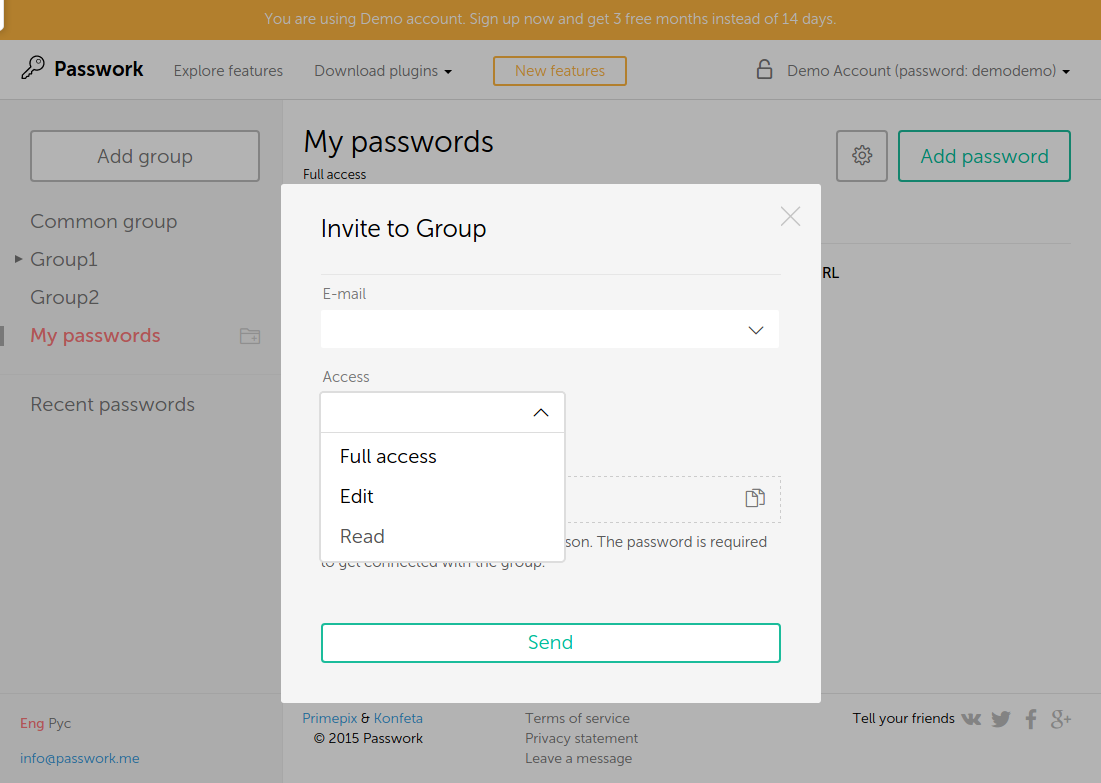 You are using Demo account. Sign up now and get 3 free months instead of 14 days.
Passwork
Explore features
Download plugins
New features
Demo Account (password: demodemo)
Add group
Common group
Group1
Group2
My passwords
Recent passwords
My passwords
Full access
Add password
RL
Invite to Group
E-mail
Access
Full access
Edit
Read
son. The password is required
to get connected with the group.
Send
Eng Рус
info@passwork.me
Primepix & Konfeta
© 2015 Passwork
Terms of service
Privacy statement
Leave a message
Tell your friends